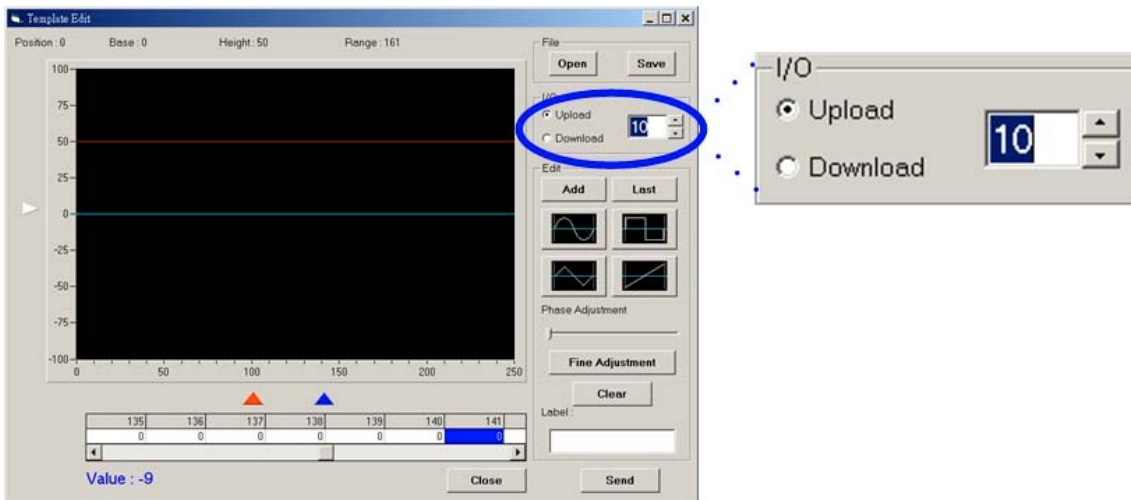 Template Edit
Position : 0 Base : 0 Height : 50 Range : 161
100
75
50
25
0
-25
-50
-75
-100
0 50 100 150 200 250
135 136 137 138 139 140 141
0 0 0 0 0 0 0
Value : -9
Close
File
Open Save
I/O
Upload
10
Download
Edit
Add Last
Phase Adjustment
Fine Adjustment
Clear
Label :
Send
I/O
Upload
10
Download